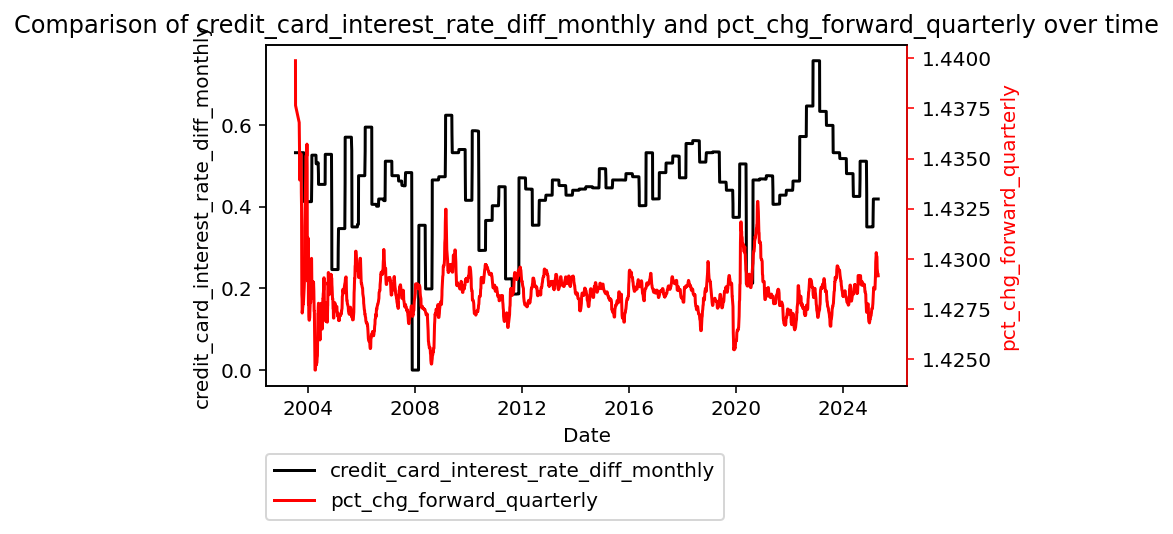 Comparison of credit_card_interest_rate_diff_monthly and pct_chg_forward_quarterly over time
credit_card_interest_rate_diff_monthly
0.6
0.4
0.2
0.0
1.4400
1.4375
1.4350
1.4325
1.4300
1.4275
1.4250
pct_chg_forward_quarterly
2004 2008 2012 2016 2020 2024
Date
credit_card_interest_rate_diff_monthly
pct_chg_forward_quarterly